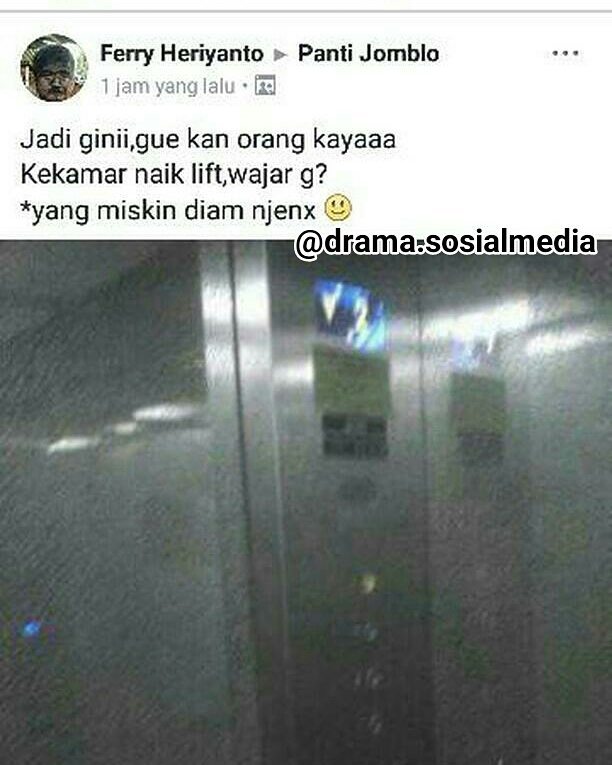 Ferry Heriyanto ▸ Panti Jomblo
1 jam yang lalu
Jadi ginii,gue kan orang kayaaa
Kekamar naik lift,wajar g?
*yang miskin diam njenx 🙂
@drama.sosialmedia